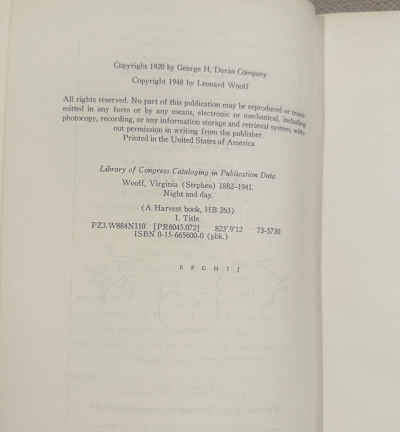 Copyright 1920 by George H. Doran Company
Copyright 1948 by Leonard Woolf
All rights reserved. No part of this publication may be reproduced or trans-
mitted in any form or by any means, electronic or mechanical, including
photocopy, recording, or any information storage and retrieval system, with-
out permission in writing from the publisher.
Printed in the United States of America
Library of Congress Cataloging in Publication Data
Woolf, Virginia (Stephen) 1882-1941.
Night and day.
(A Harvest book, HB 263)
I. Title.
PZ3.W884N110 [PR6045.O72] 823'.9'12 73-5730
ISBN 0-15-665600-0 (pbk.)
E F G H I J